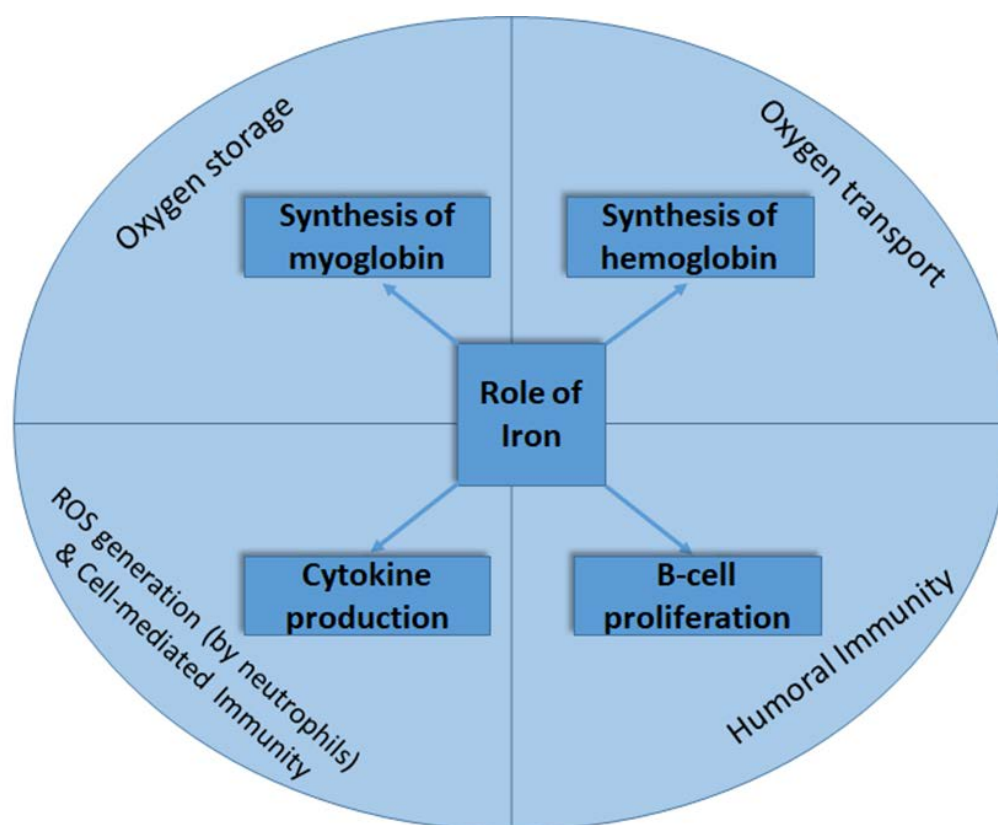 Oxygen storage
Oxygen transport
Synthesis of
myoglobin
Synthesis of
hemoglobin
Role of
Iron
Cytokine
production
B-cell
proliferation
ROS generation (by neutrophils)
& Cell-mediated Immunity
Humoral Immunity